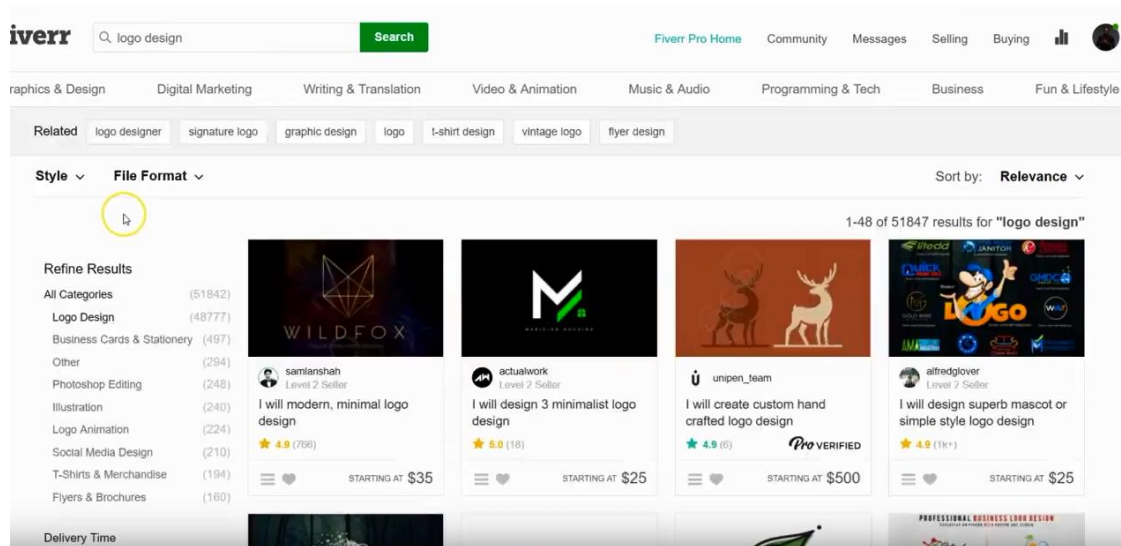 iverr
logo design
Search
Fiverr Pro Home
Community
Messages
Selling
Buying
raphics & Design
Digital Marketing
Writing & Translation
Video & Animation
Music & Audio
Programming & Tech
Business
Fun & Lifestyle
Related
logo designer
signature logo
graphic design
logo
t-shirt design
vintage logo
flyer design
Style
File Format
Sort by:
Relevance
1-48 of 51847 results for "logo design"
Refine Results
All Categories (51842)
Logo Design (48777)
Business Cards & Stationery (497)
Other (294)
Photoshop Editing (248)
Illustration (240)
Logo Animation (224)
Social Media Design (210)
T-Shirts & Merchandise (194)
Flyers & Brochures (160)
Delivery Time
WILDFOX
samlanshah
Level 2 Seller
I will modern, minimal logo
design
4.9 (766)
STARTING AT $35
MERIDIAN HOUSING
actualwork
Level 2 Seller
I will design 3 minimalist logo
design
5.0 (18)
STARTING AT $25
unipen_team
I will create custom hand
crafted logo design
4.9 (6)
Pro VERIFIED
STARTING AT $500
JANITOR
QUICK
GMDC
LOGO
AMA
alfredglover
Level 2 Seller
I will design superb mascot or
simple style logo design
4.9 (1k+)
STARTING AT $25
PROFESSIONAL BUSINESS LOGO DESIGN